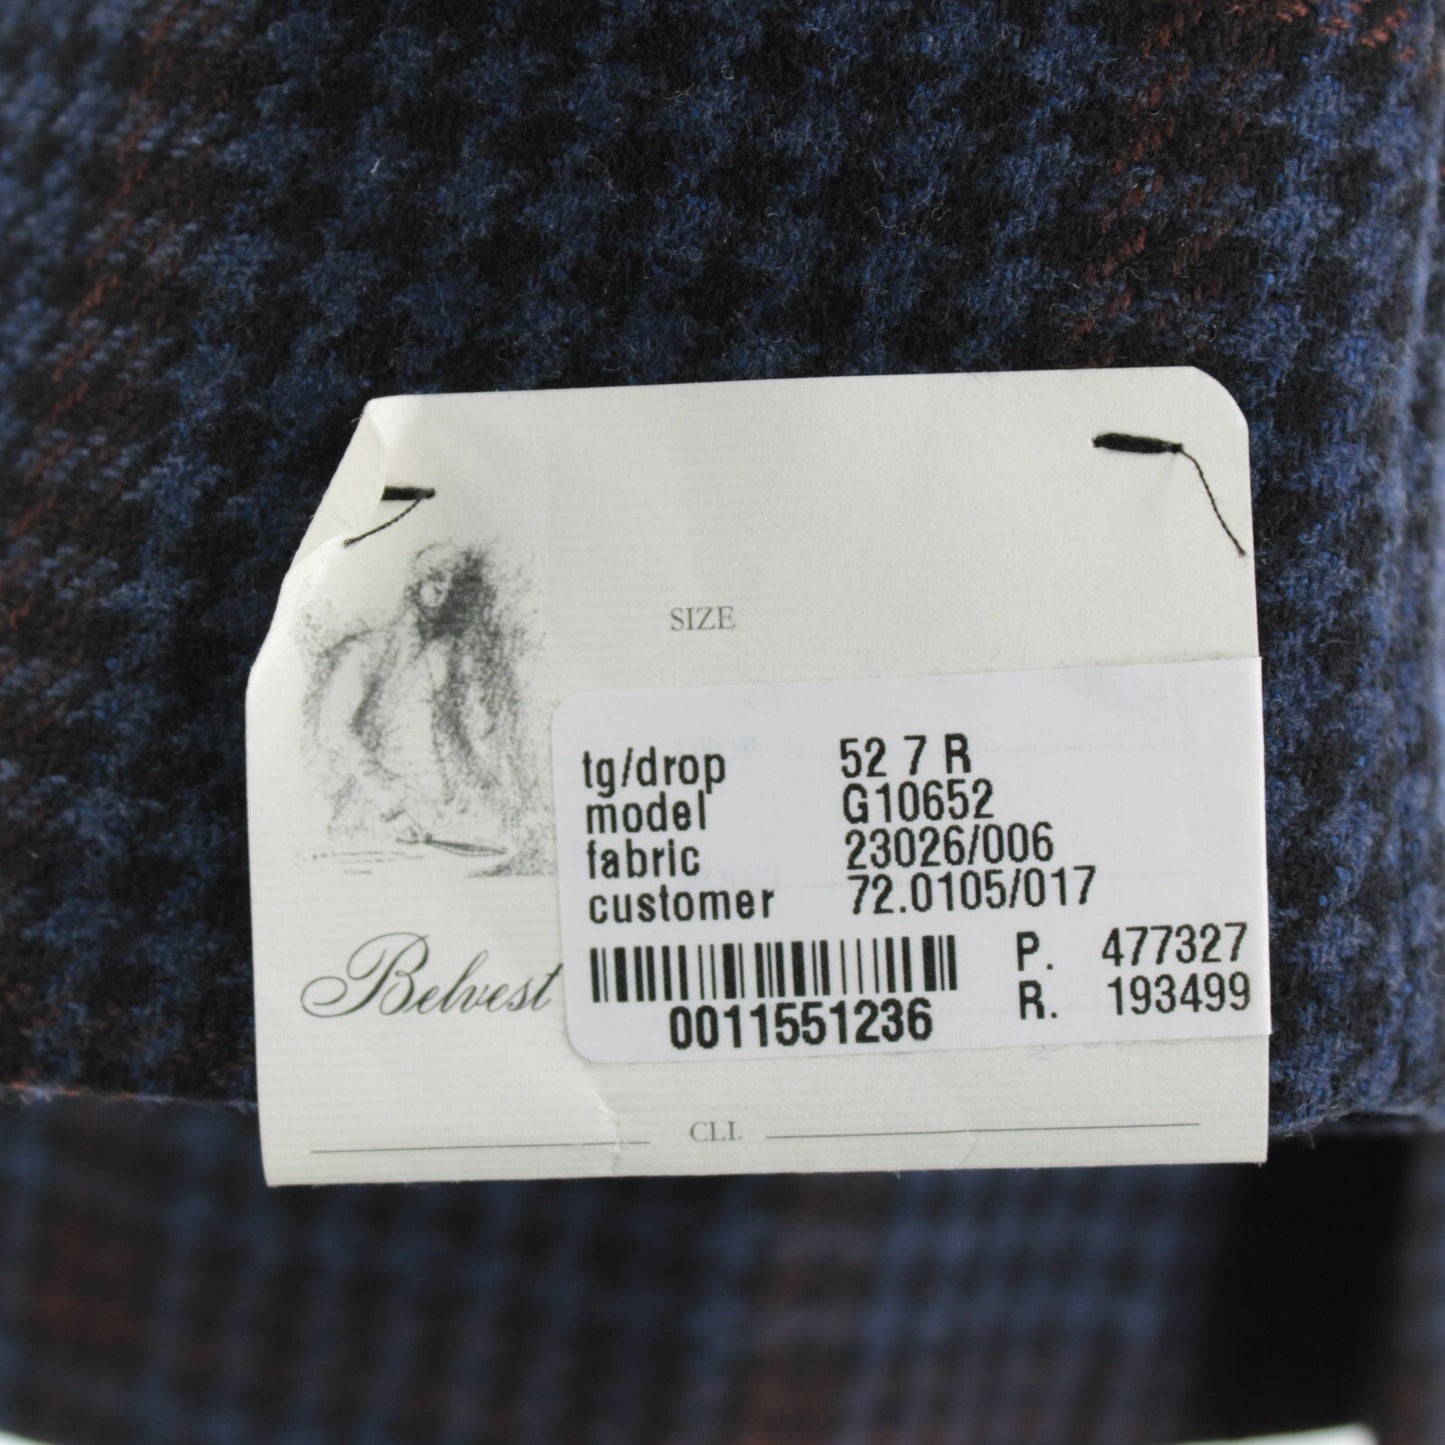 SIZE
tg/drop 52 7 R
model G10652
fabric 23026/006
customer 72.0105/017
P. 477327
R. 193499
0011551236
Belvest
CLI.